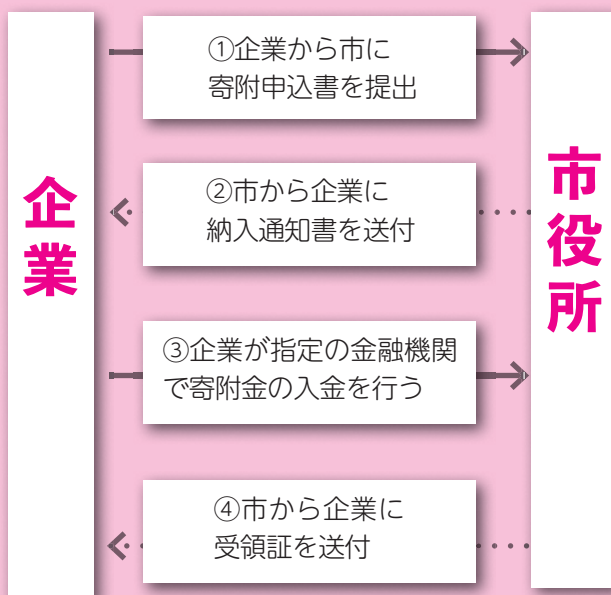 企業
①企業から市に
寄附申込書を提出
②市から企業に
納入通知書を送付
③企業が指定の金融機関
で寄附金の入金を行う
④市から企業に
受領証を送付
市役所